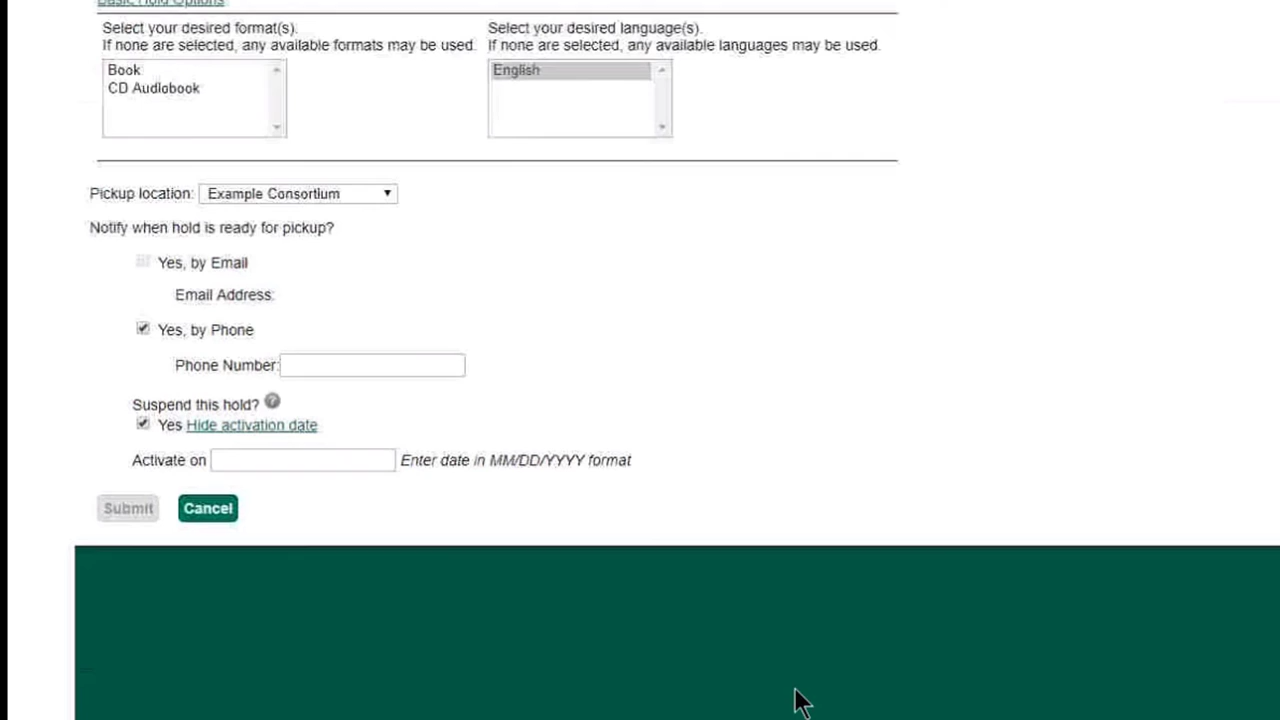 Basic Hold Options
Select your desired format(s).
If none are selected, any available formats may be used.
Select your desired language(s).
If none are selected, any available languages may be used.
Book
CD Audiobook
English
Pickup location: Example Consortium
Notify when hold is ready for pickup?
Yes, by Email
Email Address:
Yes, by Phone
Phone Number:
Suspend this hold? ?
Yes Hide activation date
Activate on Enter date in MM/DD/YYYY format
Submit Cancel